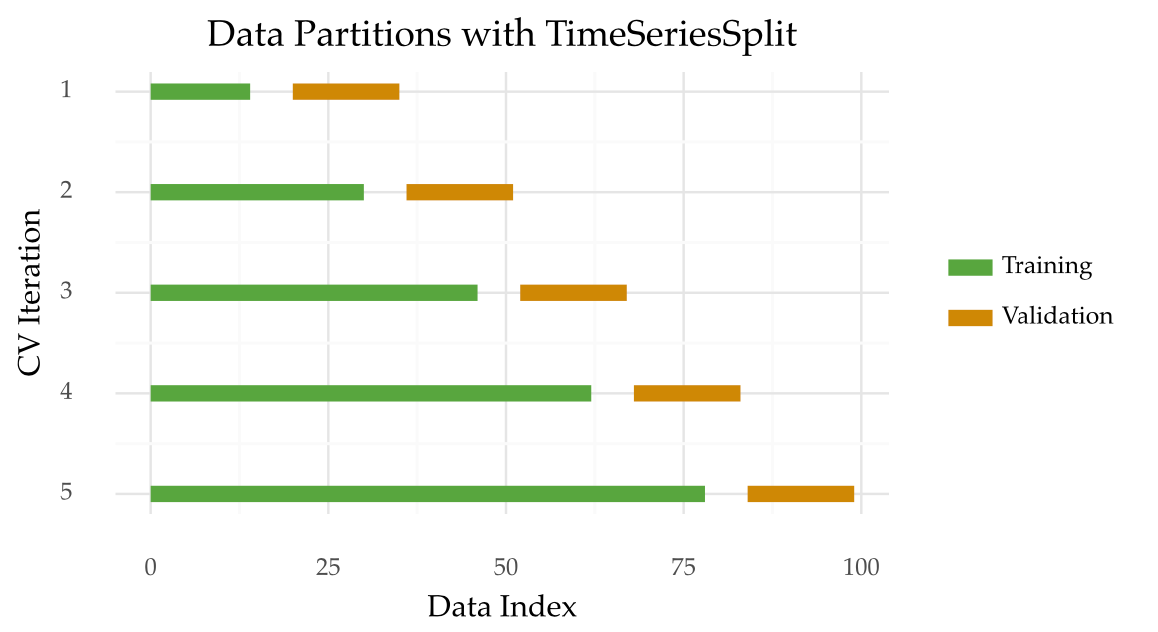 Data Partitions with TimeSeriesSplit
1
2
3
4
5
CV Iteration
Training
Validation
0 25 50 75 100
Data Index